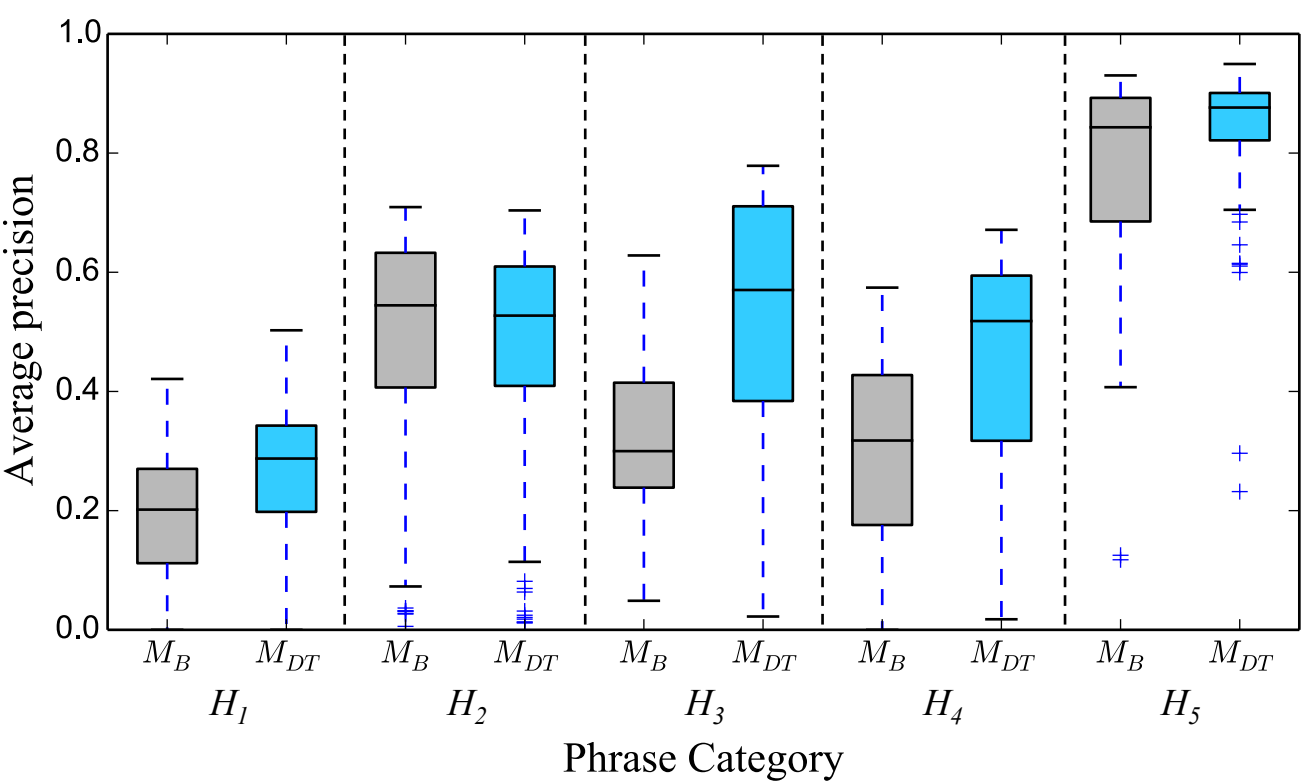 1.0
0.8
0.6
0.4
0.2
0.0
Average precision
M_B M_DT M_B M_DT M_B M_DT M_B M_DT M_B M_DT
H_1 H_2 H_3 H_4 H_5
Phrase Category